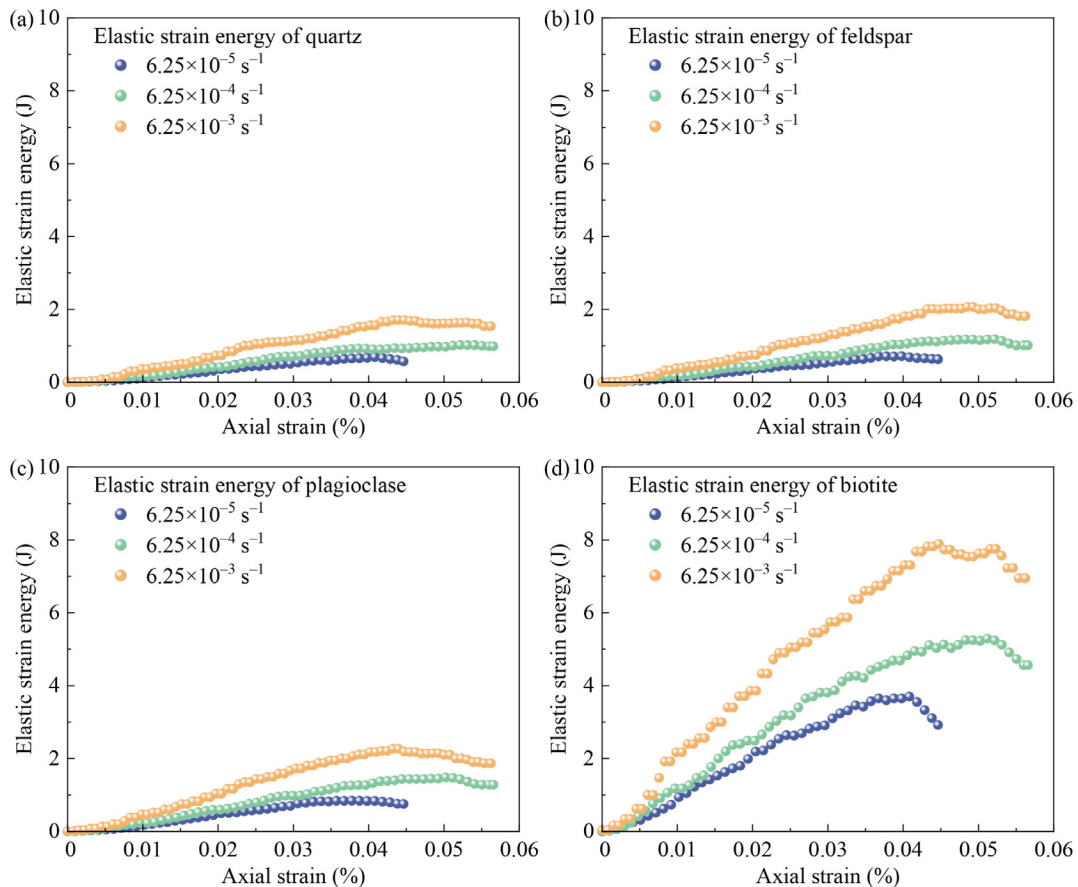 (a)
Elastic strain energy of quartz
6.25×10⁻⁵ s⁻¹
6.25×10⁻⁴ s⁻¹
6.25×10⁻³ s⁻¹
Elastic strain energy (J)
10
8
6
4
2
0
0 0.01 0.02 0.03 0.04 0.05 0.06
Axial strain (%)
(b)
Elastic strain energy of feldspar
6.25×10⁻⁵ s⁻¹
6.25×10⁻⁴ s⁻¹
6.25×10⁻³ s⁻¹
Elastic strain energy (J)
10
8
6
4
2
0
0 0.01 0.02 0.03 0.04 0.05 0.06
Axial strain (%)
(c)
Elastic strain energy of plagioclase
6.25×10⁻⁵ s⁻¹
6.25×10⁻⁴ s⁻¹
6.25×10⁻³ s⁻¹
Elastic strain energy (J)
10
8
6
4
2
0
0 0.01 0.02 0.03 0.04 0.05 0.06
Axial strain (%)
(d)
Elastic strain energy of biotite
6.25×10⁻⁵ s⁻¹
6.25×10⁻⁴ s⁻¹
6.25×10⁻³ s⁻¹
Elastic strain energy (J)
10
8
6
4
2
0
0 0.01 0.02 0.03 0.04 0.05 0.06
Axial strain (%)